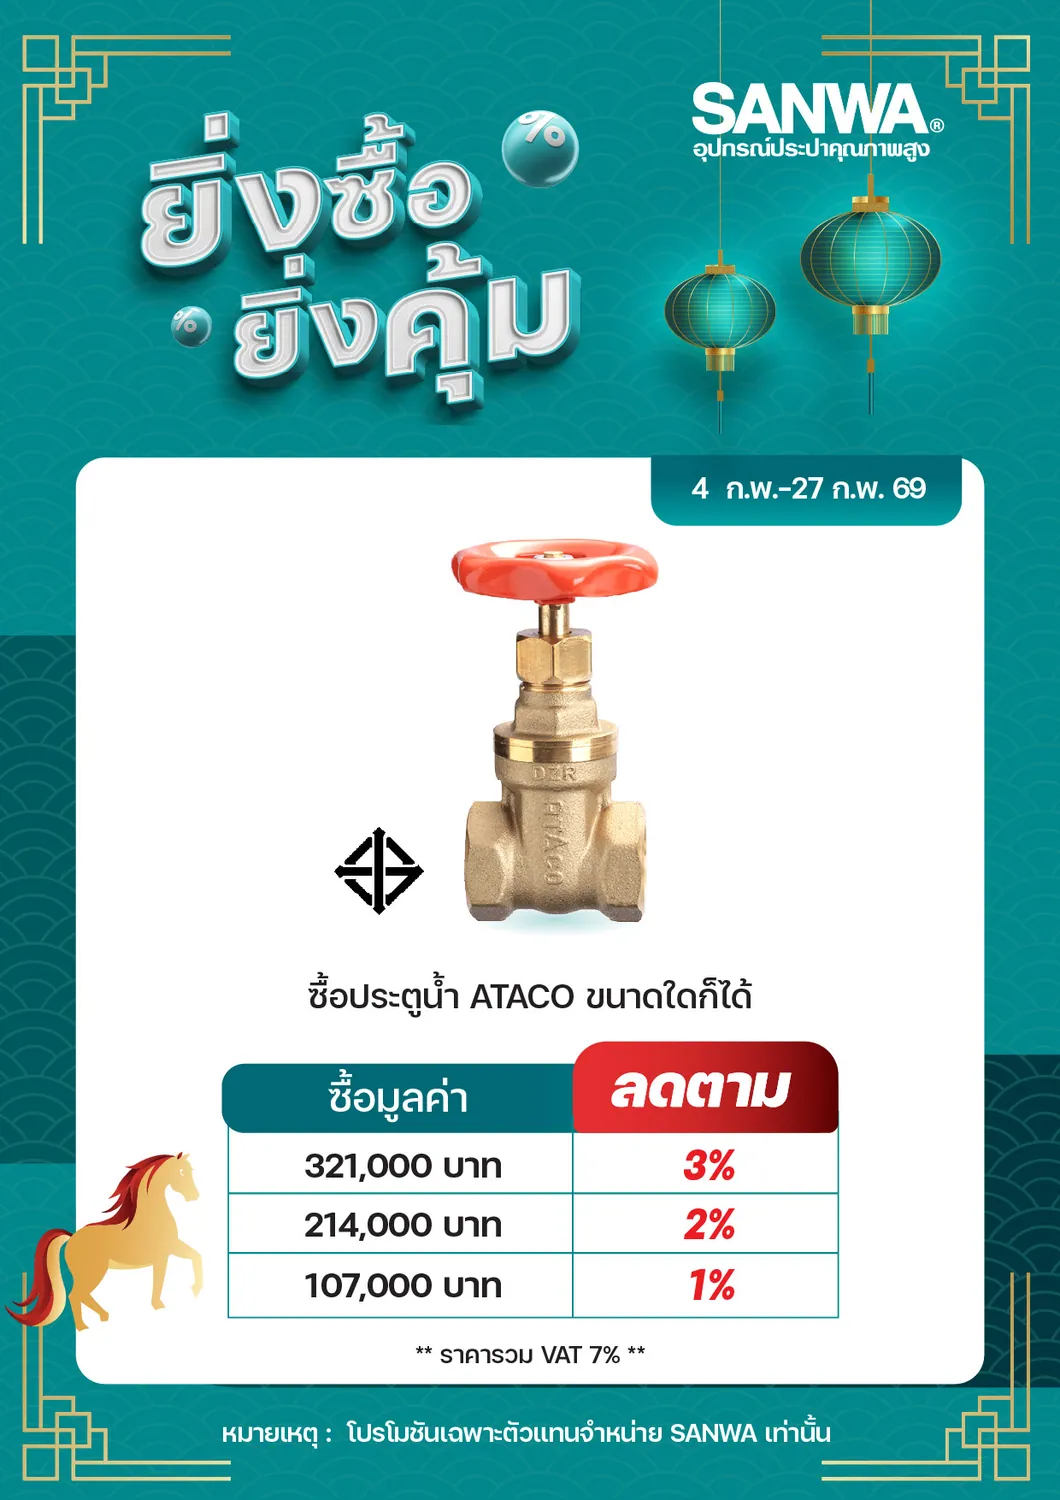 SANWA®
อุปกรณ์ประปาคุณภาพสูง
%
ยิ่งซื้อ
%
ยิ่งคุ้ม
4 ก.พ.-27 ก.พ. 69
DZR
ATACO
ซื้อประตูน้ำ ATACO ขนาดใดก็ได้
ซื้อมูลค่า ลดตาม
321,000 บาท 3%
214,000 บาท 2%
107,000 บาท 1%
** ราคารวม VAT 7% **
หมายเหตุ : โปรโมชันเฉพาะตัวแทนจำหน่าย SANWA เท่านั้น